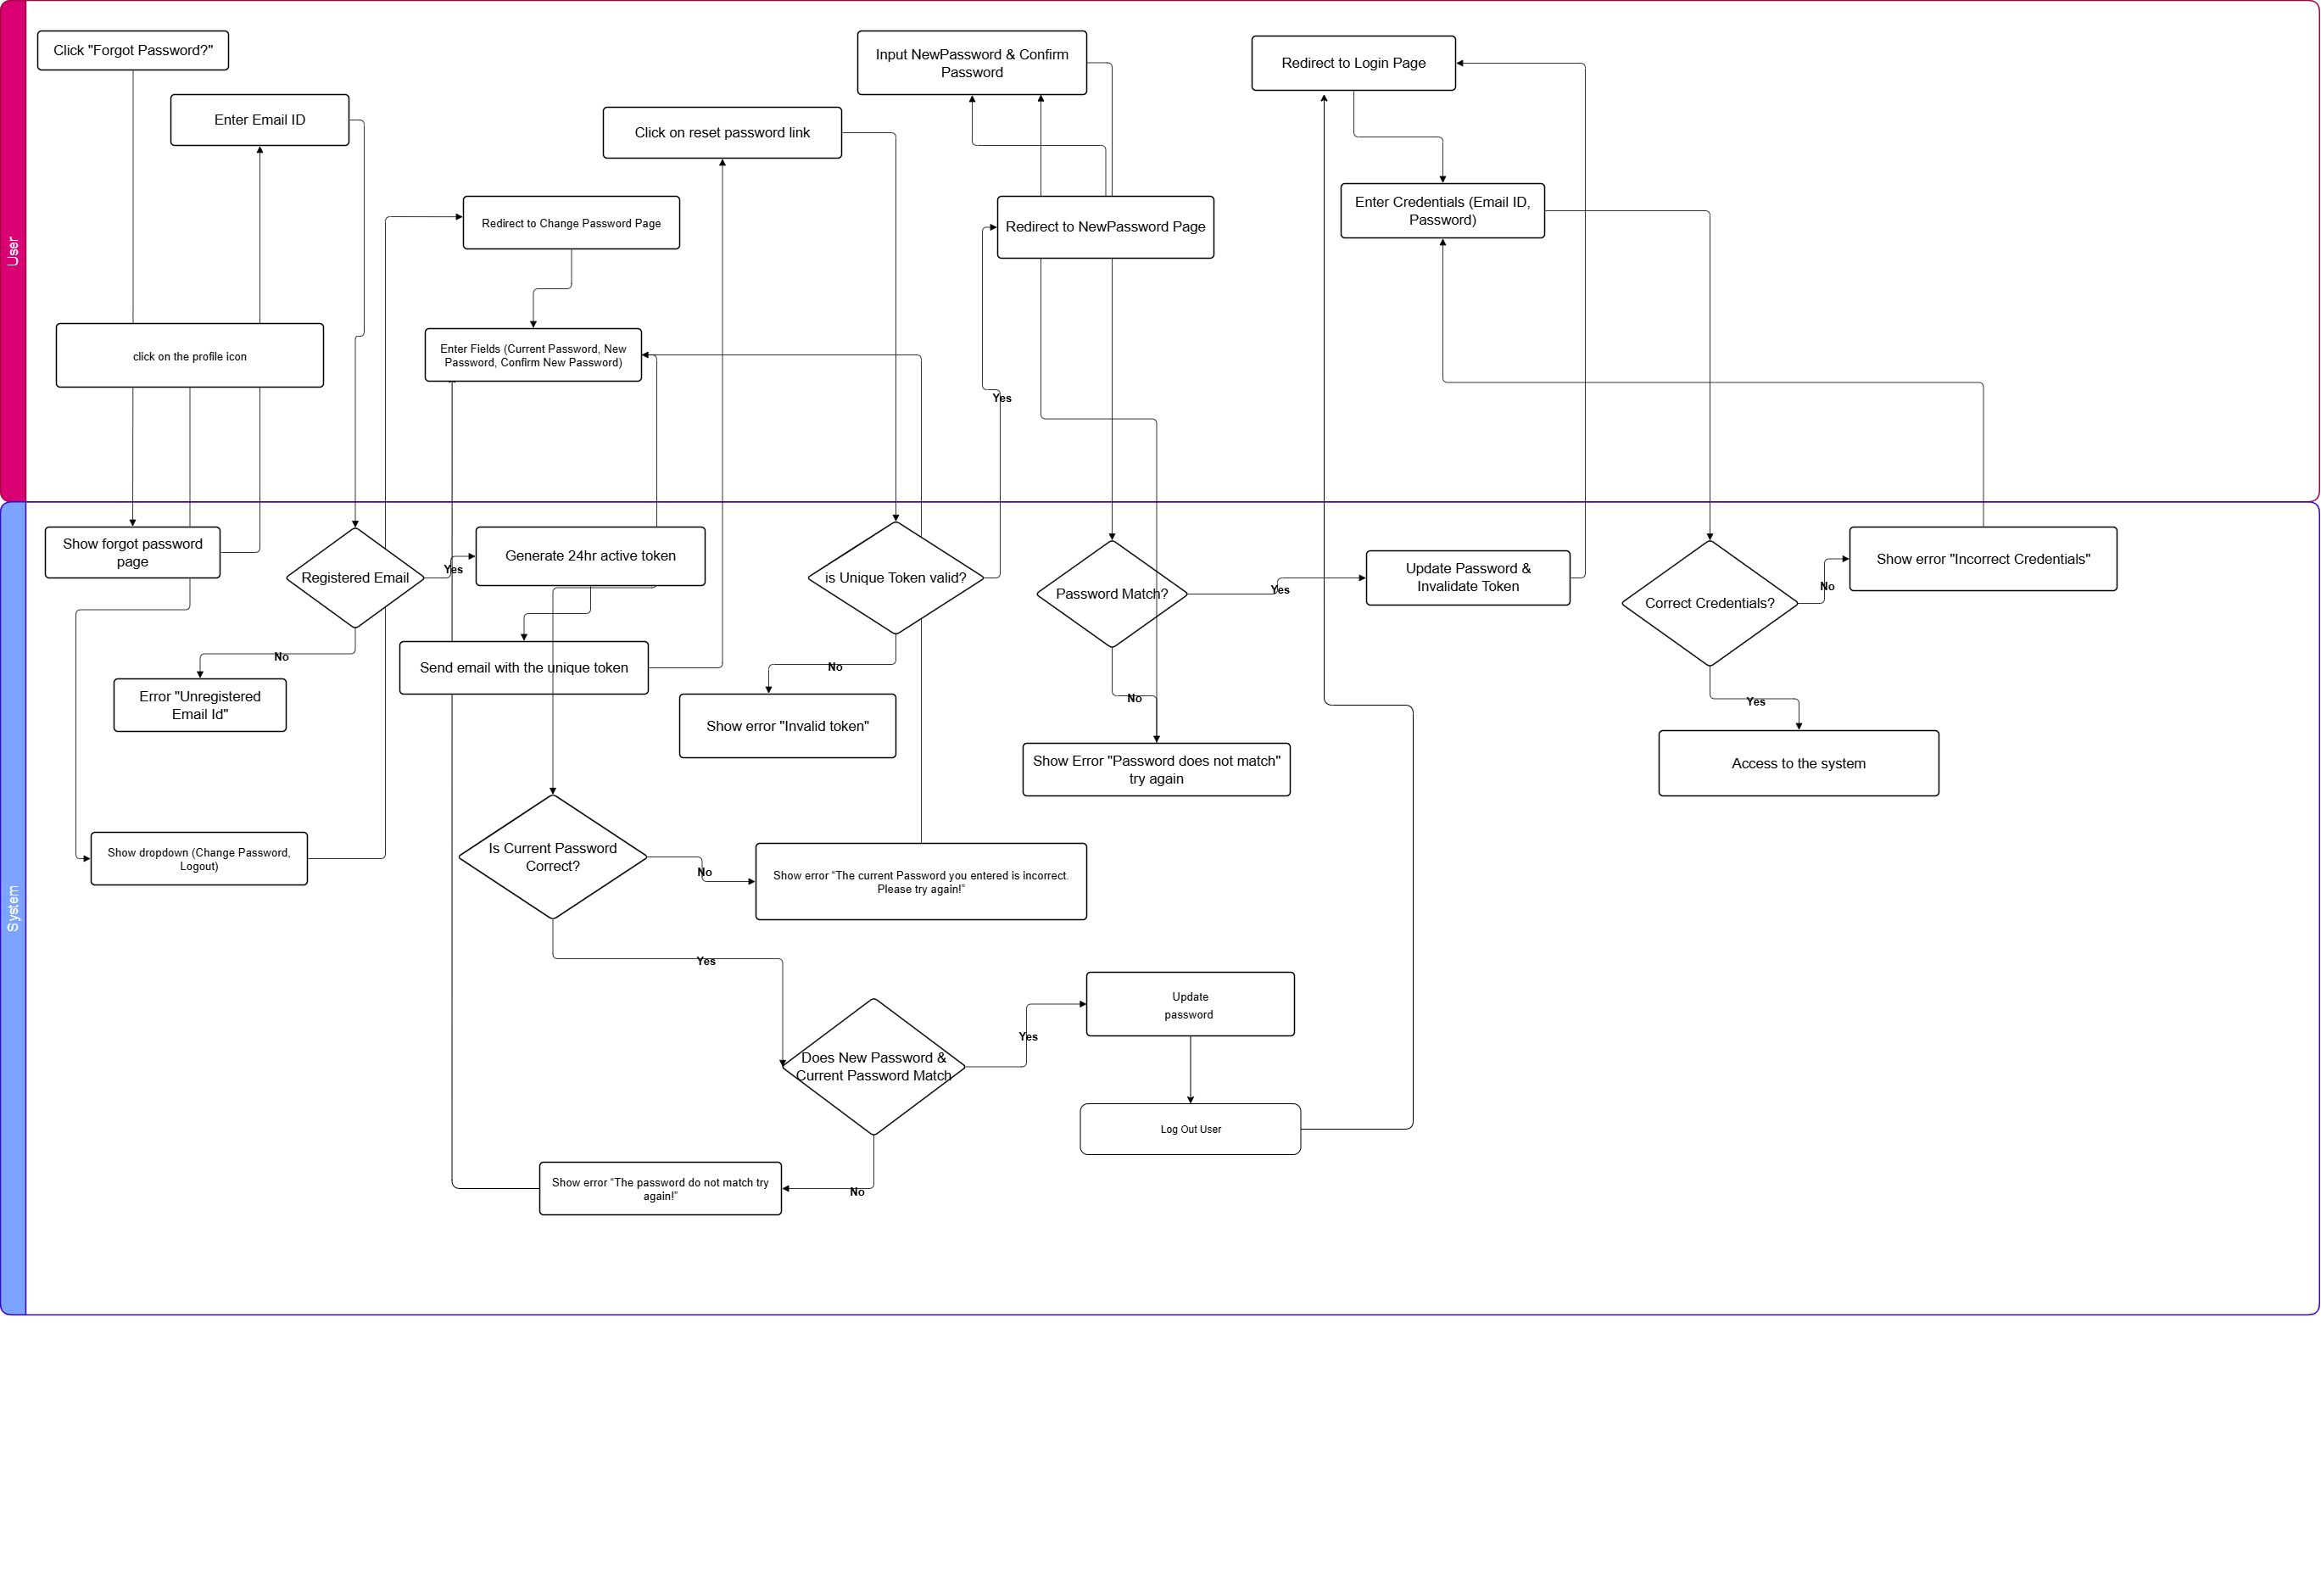 User
Click "Forgot Password?"
Enter Email ID
Click on reset password link
Input NewPassword & Confirm
Password
Redirect to Login Page
Redirect to Change Password Page
Redirect to NewPassword Page
Enter Credentials (Email ID,
Password)
click on the profile icon
Enter Fields (Current Password, New
Password, Confirm New Password)
Yes
System
Show forgot password
page
Registered Email
Yes
Generate 24hr active token
is Unique Token valid?
Password Match?
Yes
Update Password &
Invalidate Token
Correct Credentials?
No
Show error "Incorrect Credentials"
No
Error "Unregistered
Email Id"
Send email with the unique token
No
Show error "Invalid token"
No
Show Error "Password does not match"
try again
Yes
Access to the system
Show dropdown (Change Password,
Logout)
Is Current Password
Correct?
No
Show error “The current Password you entered is incorrect.
Please try again!”
Yes
Does New Password &
Current Password Match
Yes
Update
password
Log Out User
No
Show error “The password do not match try
again!”